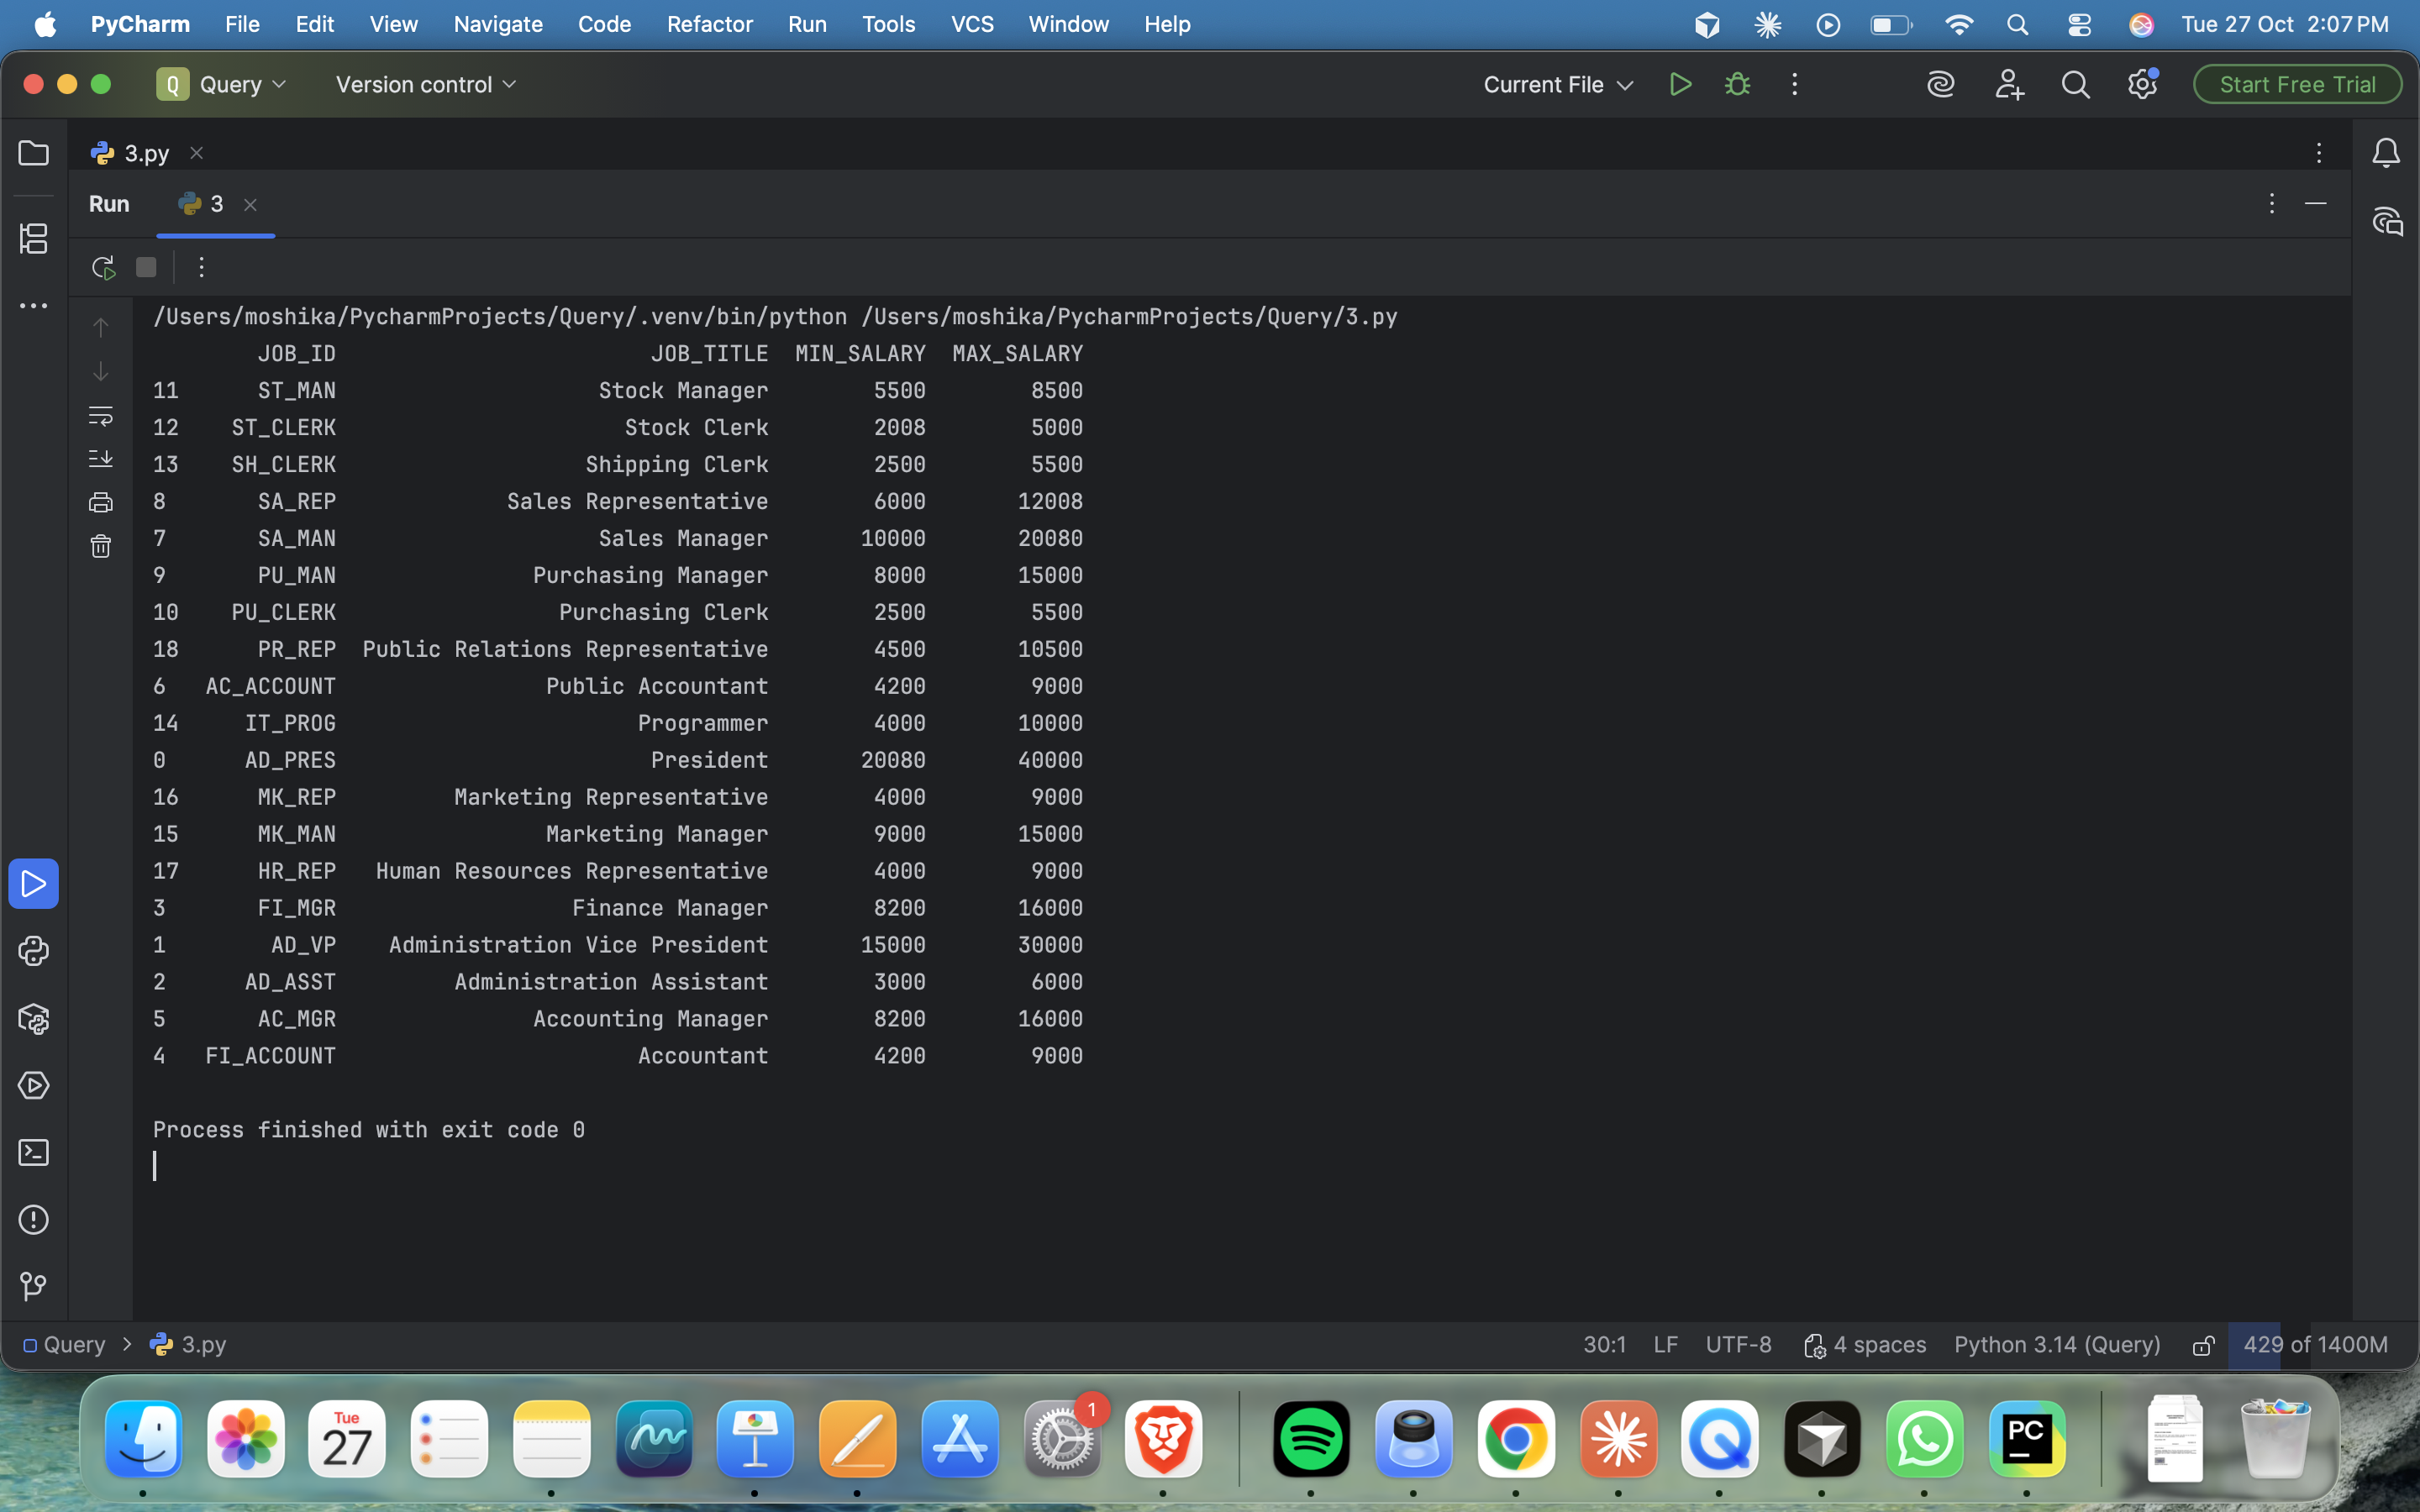 PyCharm File Edit View Navigate Code Refactor Run Tools VCS Window Help Tue 27 Oct 2:07 PM
Q Query Version control Current File Start Free Trial
3.py
Run 3
/Users/moshika/PycharmProjects/Query/.venv/bin/python /Users/moshika/PycharmProjects/Query/3.py
JOB_ID JOB_TITLE MIN_SALARY MAX_SALARY
11 ST_MAN Stock Manager 5500 8500
12 ST_CLERK Stock Clerk 2008 5000
13 SH_CLERK Shipping Clerk 2500 5500
8 SA_REP Sales Representative 6000 12008
7 SA_MAN Sales Manager 10000 20080
9 PU_MAN Purchasing Manager 8000 15000
10 PU_CLERK Purchasing Clerk 2500 5500
18 PR_REP Public Relations Representative 4500 10500
6 AC_ACCOUNT Public Accountant 4200 9000
14 IT_PROG Programmer 4000 10000
0 AD_PRES President 20080 40000
16 MK_REP Marketing Representative 4000 9000
15 MK_MAN Marketing Manager 9000 15000
17 HR_REP Human Resources Representative 4000 9000
3 FI_MGR Finance Manager 8200 16000
1 AD_VP Administration Vice President 15000 30000
2 AD_ASST Administration Assistant 3000 6000
5 AC_MGR Accounting Manager 8200 16000
4 FI_ACCOUNT Accountant 4200 9000
Process finished with exit code 0
Query > 3.py 30:1 LF UTF-8 4 spaces Python 3.14 (Query) 429 of 1400M
Tue
27
1
PC